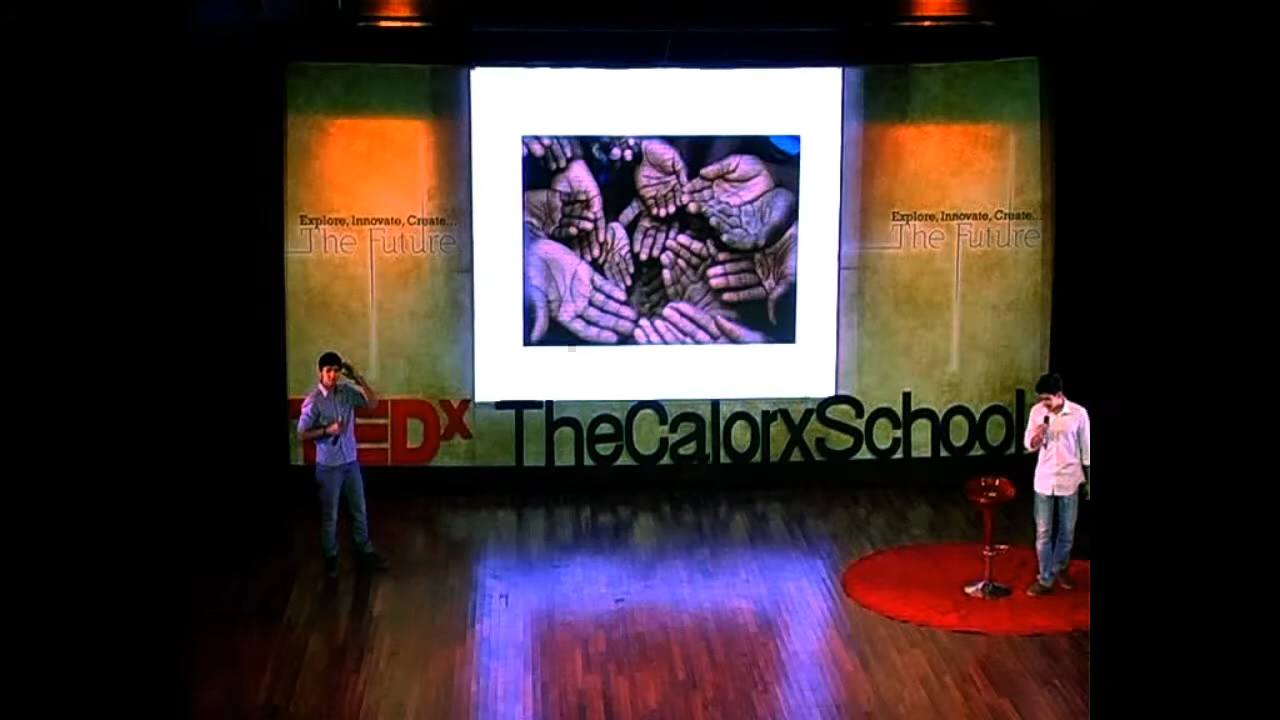 Explore, Innovate, Create...
The Future
Explore, Innovate, Create...
The Future
TEDx TheCalorxSchool